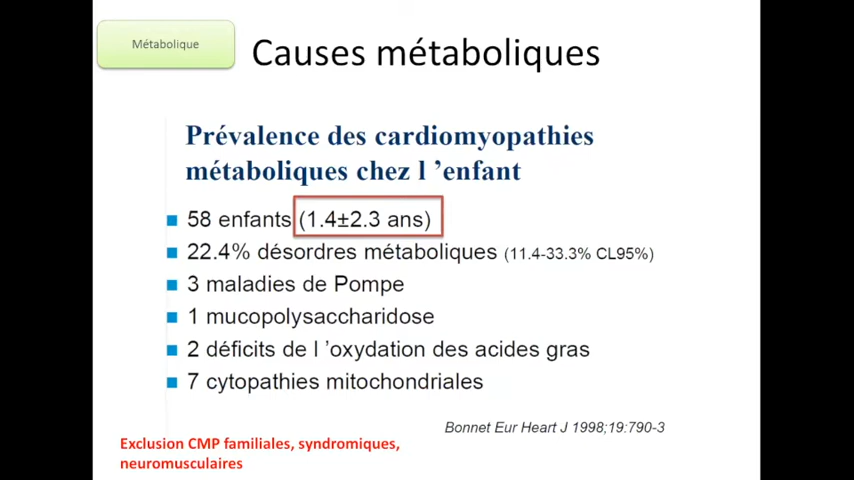 Métabolique
Causes métaboliques
Prévalence des cardiomyopathies
métaboliques chez l ’enfant
58 enfants (1.4±2.3 ans)
22.4% désordres métaboliques (11.4-33.3% CL95%)
3 maladies de Pompe
1 mucopolysaccharidose
2 déficits de l ’oxydation des acides gras
7 cytopathies mitochondriales
Bonnet Eur Heart J 1998;19:790-3
Exclusion CMP familiales, syndromiques,
neuromusculaires